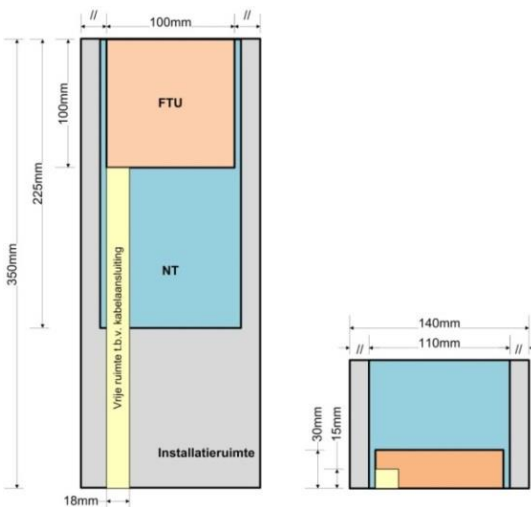 // 100mm //
FTU
100mm
225mm
350mm
NT
Vrije ruimte t.b.v. kabelaansluiting
Installatieruimte
18mm
140mm
// 110mm //
30mm
15mm